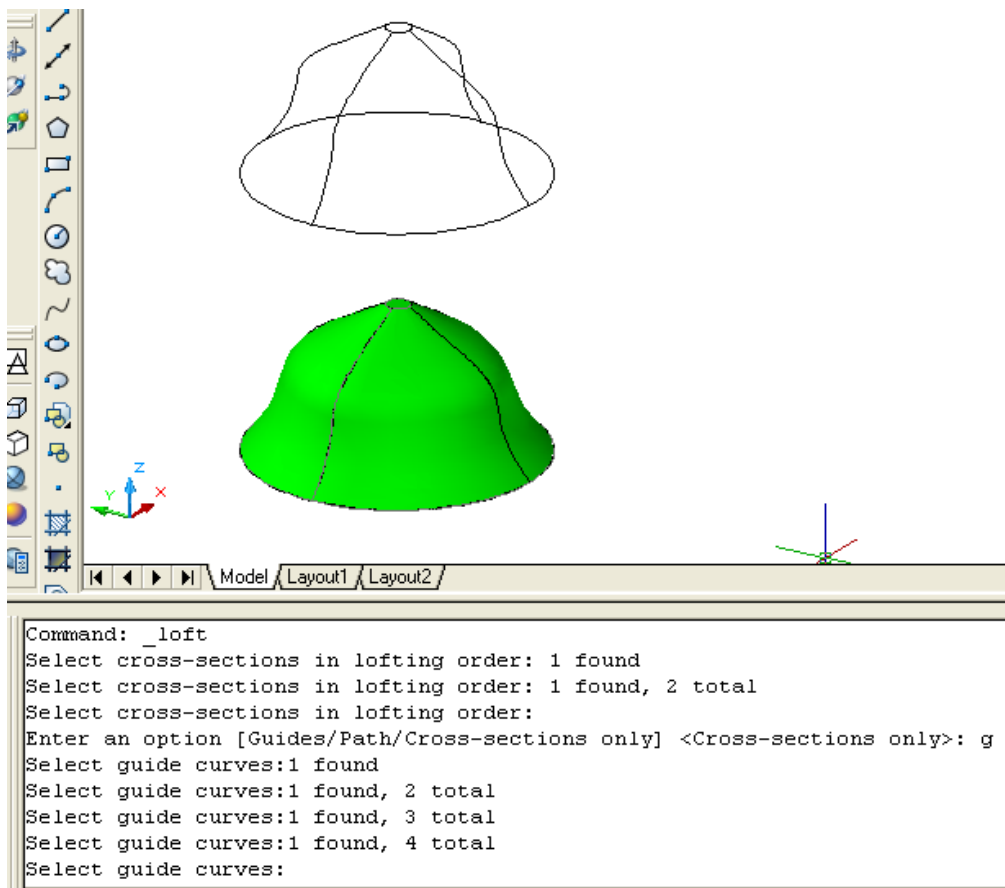 A
Z
Y X
Model Layout1 Layout2
Command: _loft
Select cross-sections in lofting order: 1 found
Select cross-sections in lofting order: 1 found, 2 total
Select cross-sections in lofting order:
Enter an option [Guides/Path/Cross-sections only] <Cross-sections only>: g
Select guide curves:1 found
Select guide curves:1 found, 2 total
Select guide curves:1 found, 3 total
Select guide curves:1 found, 4 total
Select guide curves: